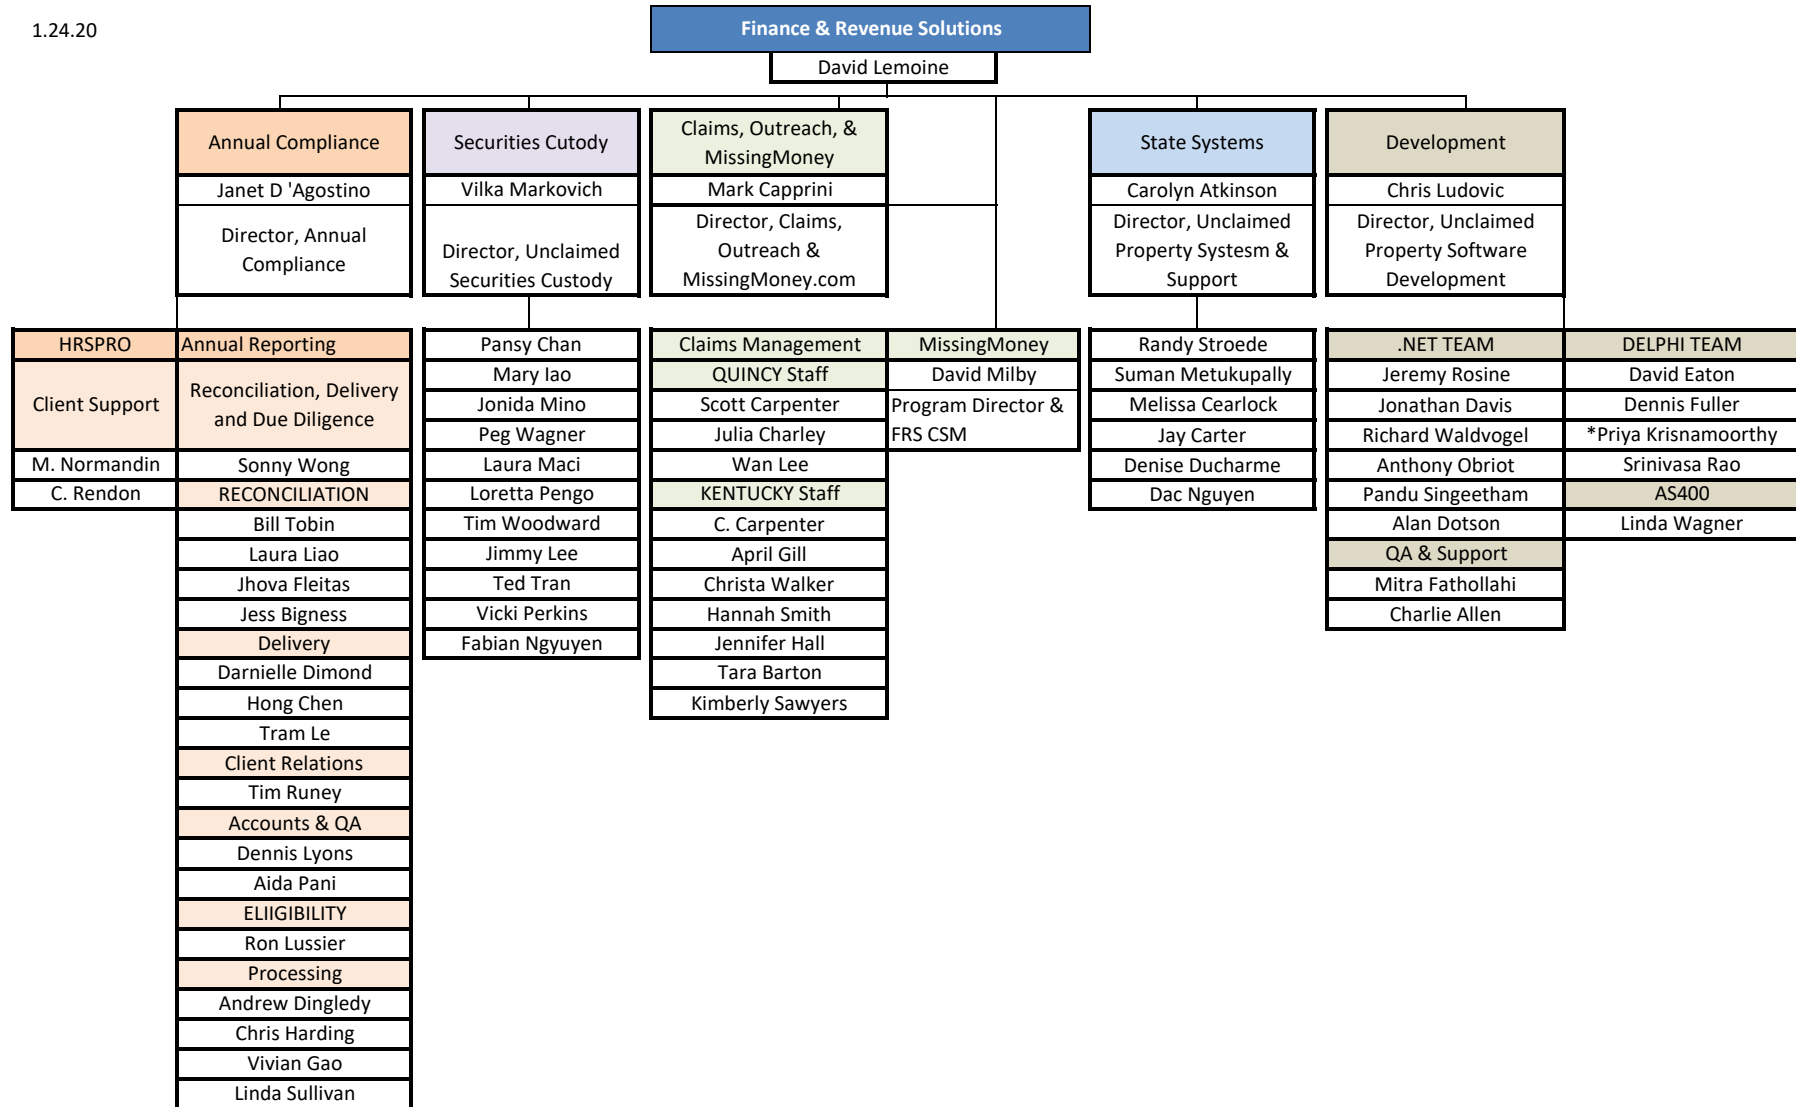 1.24.20
Finance & Revenue Solutions
David Lemoine
Annual Compliance
Janet D 'Agostino
Director, Annual
Compliance
Securities Cutody
Vilka Markovich
Director, Unclaimed
Securities Custody
Claims, Outreach, &
MissingMoney
Mark Capprini
Director, Claims,
Outreach &
MissingMoney.com
State Systems
Carolyn Atkinson
Director, Unclaimed
Property Systesm &
Support
Development
Chris Ludovic
Director, Unclaimed
Property Software
Development
HRSPRO
Client Support
M. Normandin
C. Rendon
Annual Reporting
Reconciliation, Delivery
and Due Diligence
Sonny Wong
RECONCILIATION
Bill Tobin
Laura Liao
Jhova Fleitas
Jess Bigness
Delivery
Darnielle Dimond
Hong Chen
Tram Le
Client Relations
Tim Runey
Accounts & QA
Dennis Lyons
Aida Pani
ELIIGIBILITY
Ron Lussier
Processing
Andrew Dingledy
Chris Harding
Vivian Gao
Linda Sullivan
Pansy Chan
Mary Iao
Jonida Mino
Peg Wagner
Laura Maci
Loretta Pengo
Tim Woodward
Jimmy Lee
Ted Tran
Vicki Perkins
Fabian Ngyuyen
Claims Management
QUINCY Staff
Scott Carpenter
Julia Charley
Wan Lee
KENTUCKY Staff
C. Carpenter
April Gill
Christa Walker
Hannah Smith
Jennifer Hall
Tara Barton
Kimberly Sawyers
MissingMoney
David Milby
Program Director &
FRS CSM
Randy Stroede
Suman Metukupally
Melissa Cearlock
Jay Carter
Denise Ducharme
Dac Nguyen
.NET TEAM
Jeremy Rosine
Jonathan Davis
Richard Waldvogel
Anthony Obriot
Pandu Singeetham
Alan Dotson
QA & Support
Mitra Fathollahi
Charlie Allen
DELPHI TEAM
David Eaton
Dennis Fuller
*Priya Krisnamoorthy
Srinivasa Rao
AS400
Linda Wagner